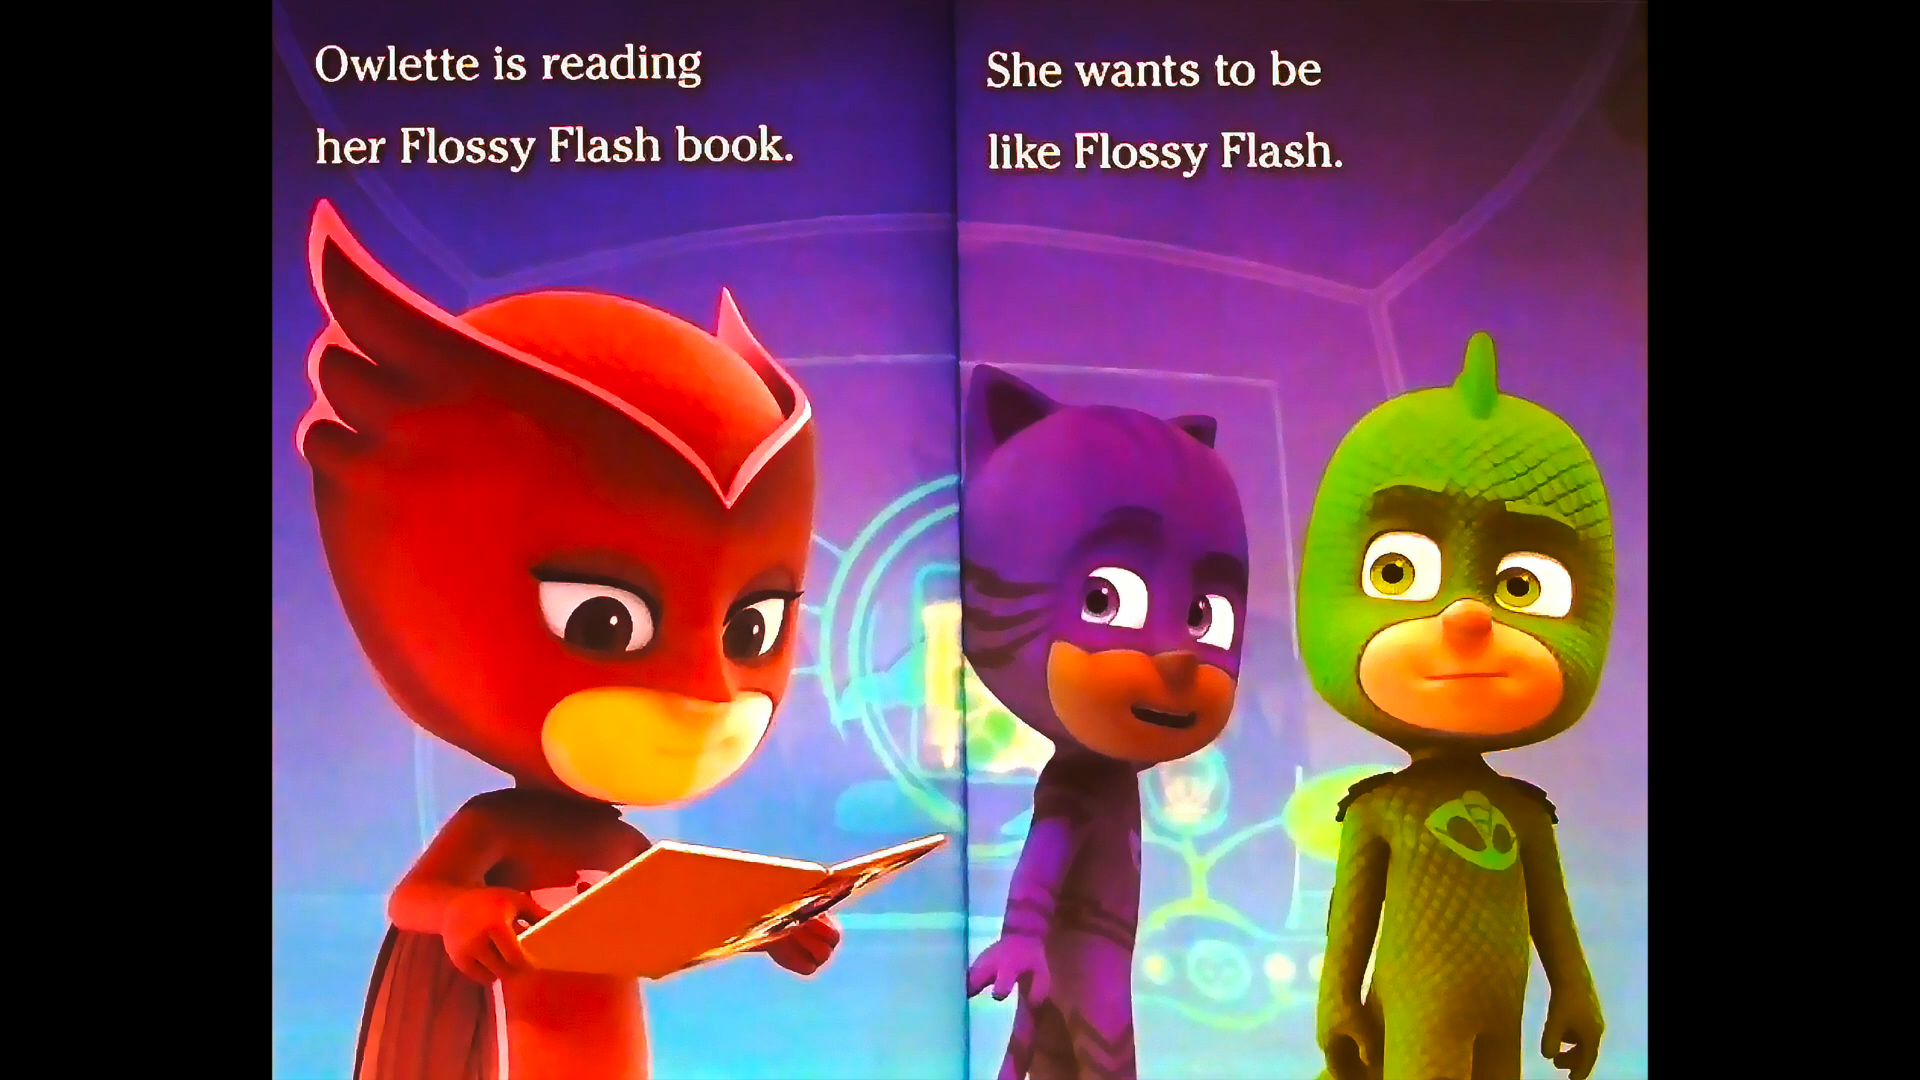 Owlette is reading
her Flossy Flash book.
She wants to be
like Flossy Flash.